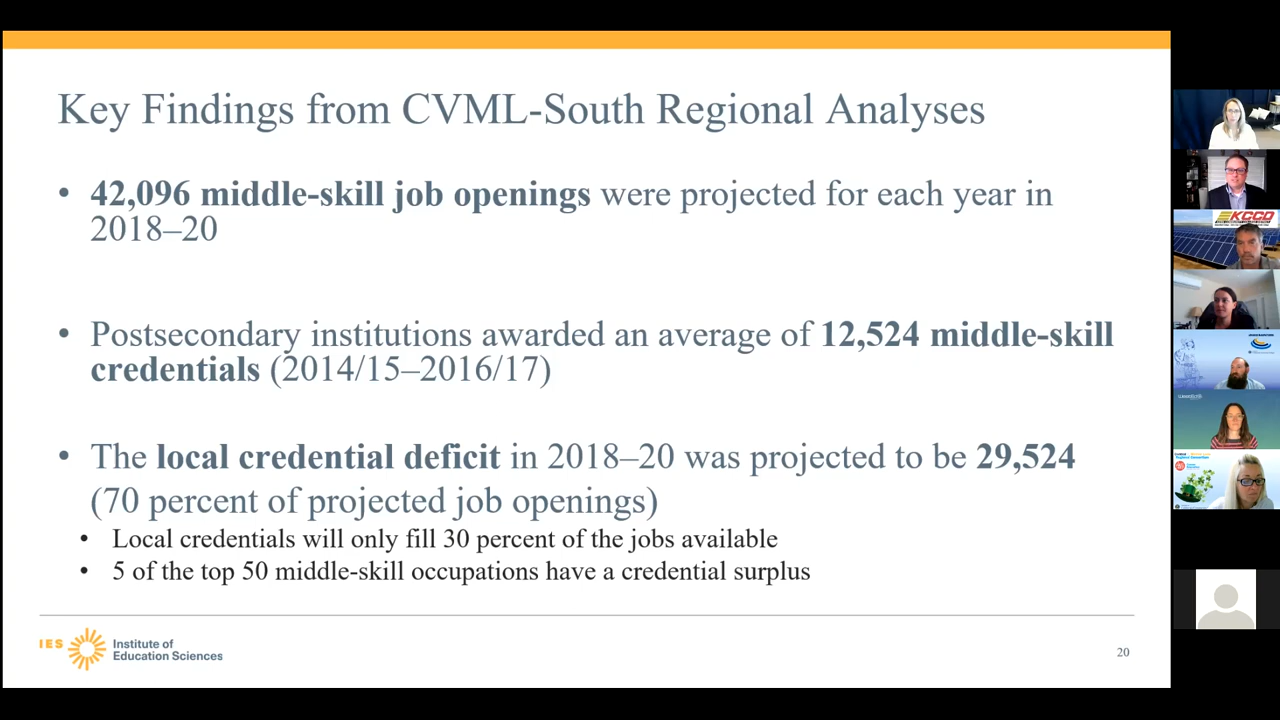 Key Findings from CVML-South Regional Analyses
• 42,096 middle-skill job openings were projected for each year in
2018–20
• Postsecondary institutions awarded an average of 12,524 middle-skill
credentials (2014/15–2016/17)
• The local credential deficit in 2018–20 was projected to be 29,524
(70 percent of projected job openings)
• Local credentials will only fill 30 percent of the jobs available
• 5 of the top 50 middle-skill occupations have a credential surplus
IES
Institute of
Education Sciences
20
KCCD